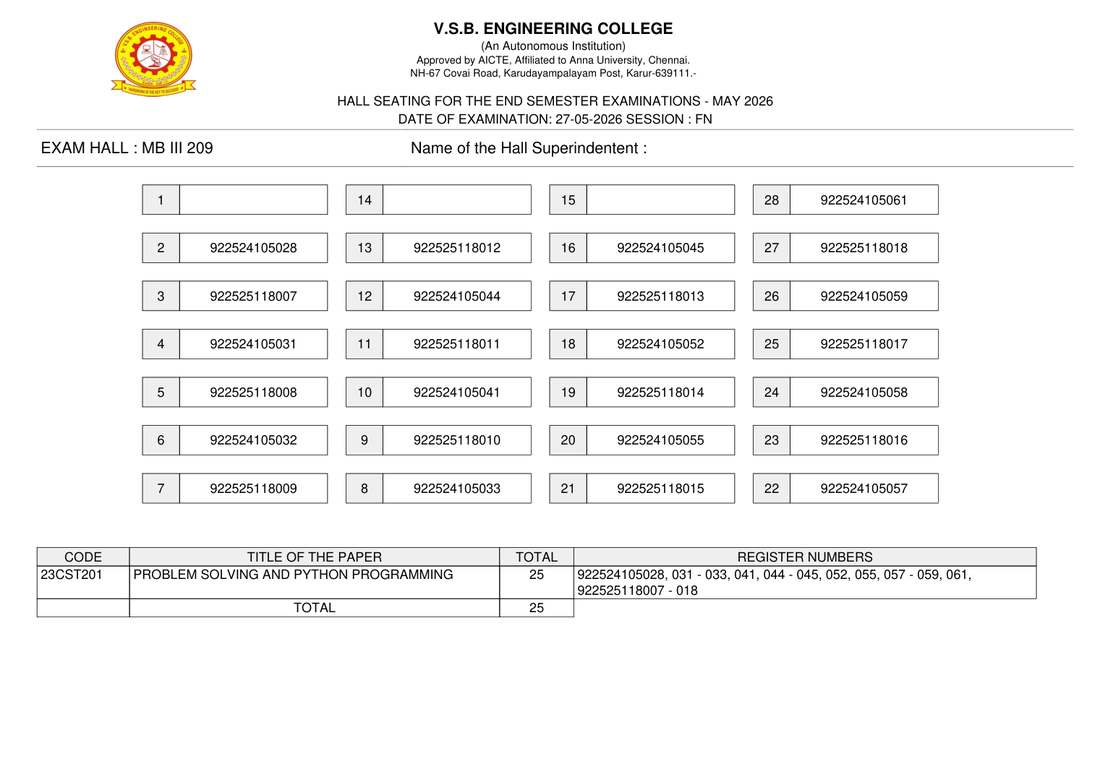 V.S.B. ENGINEERING COLLEGE
(An Autonomous Institution)
Approved by AICTE, Affiliated to Anna University, Chennai.
NH-67 Covai Road, Karudayampalayam Post, Karur-639111.-
HALL SEATING FOR THE END SEMESTER EXAMINATIONS - MAY 2026
DATE OF EXAMINATION: 27-05-2026 SESSION : FN
EXAM HALL : MB III 209 Name of the Hall Superindentent :
1 14 15 28 922524105061
2 922524105028 13 922525118012 16 922524105045 27 922525118018
3 922525118007 12 922524105044 17 922525118013 26 922524105059
4 922524105031 11 922525118011 18 922524105052 25 922525118017
5 922525118008 10 922524105041 19 922525118014 24 922524105058
6 922524105032 9 922525118010 20 922524105055 23 922525118016
7 922525118009 8 922524105033 21 922525118015 22 922524105057
CODE TITLE OF THE PAPER TOTAL REGISTER NUMBERS
23CST201 PROBLEM SOLVING AND PYTHON PROGRAMMING 25 922524105028, 031 - 033, 041, 044 - 045, 052, 055, 057 - 059, 061,
922525118007 - 018
TOTAL 25